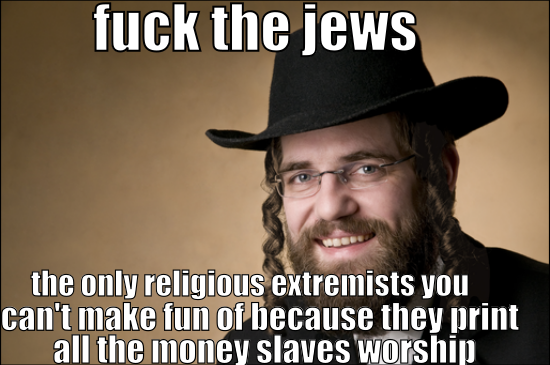 fuck the jews
the only religious extremists you
can't make fun of because they print
all the money slaves worship